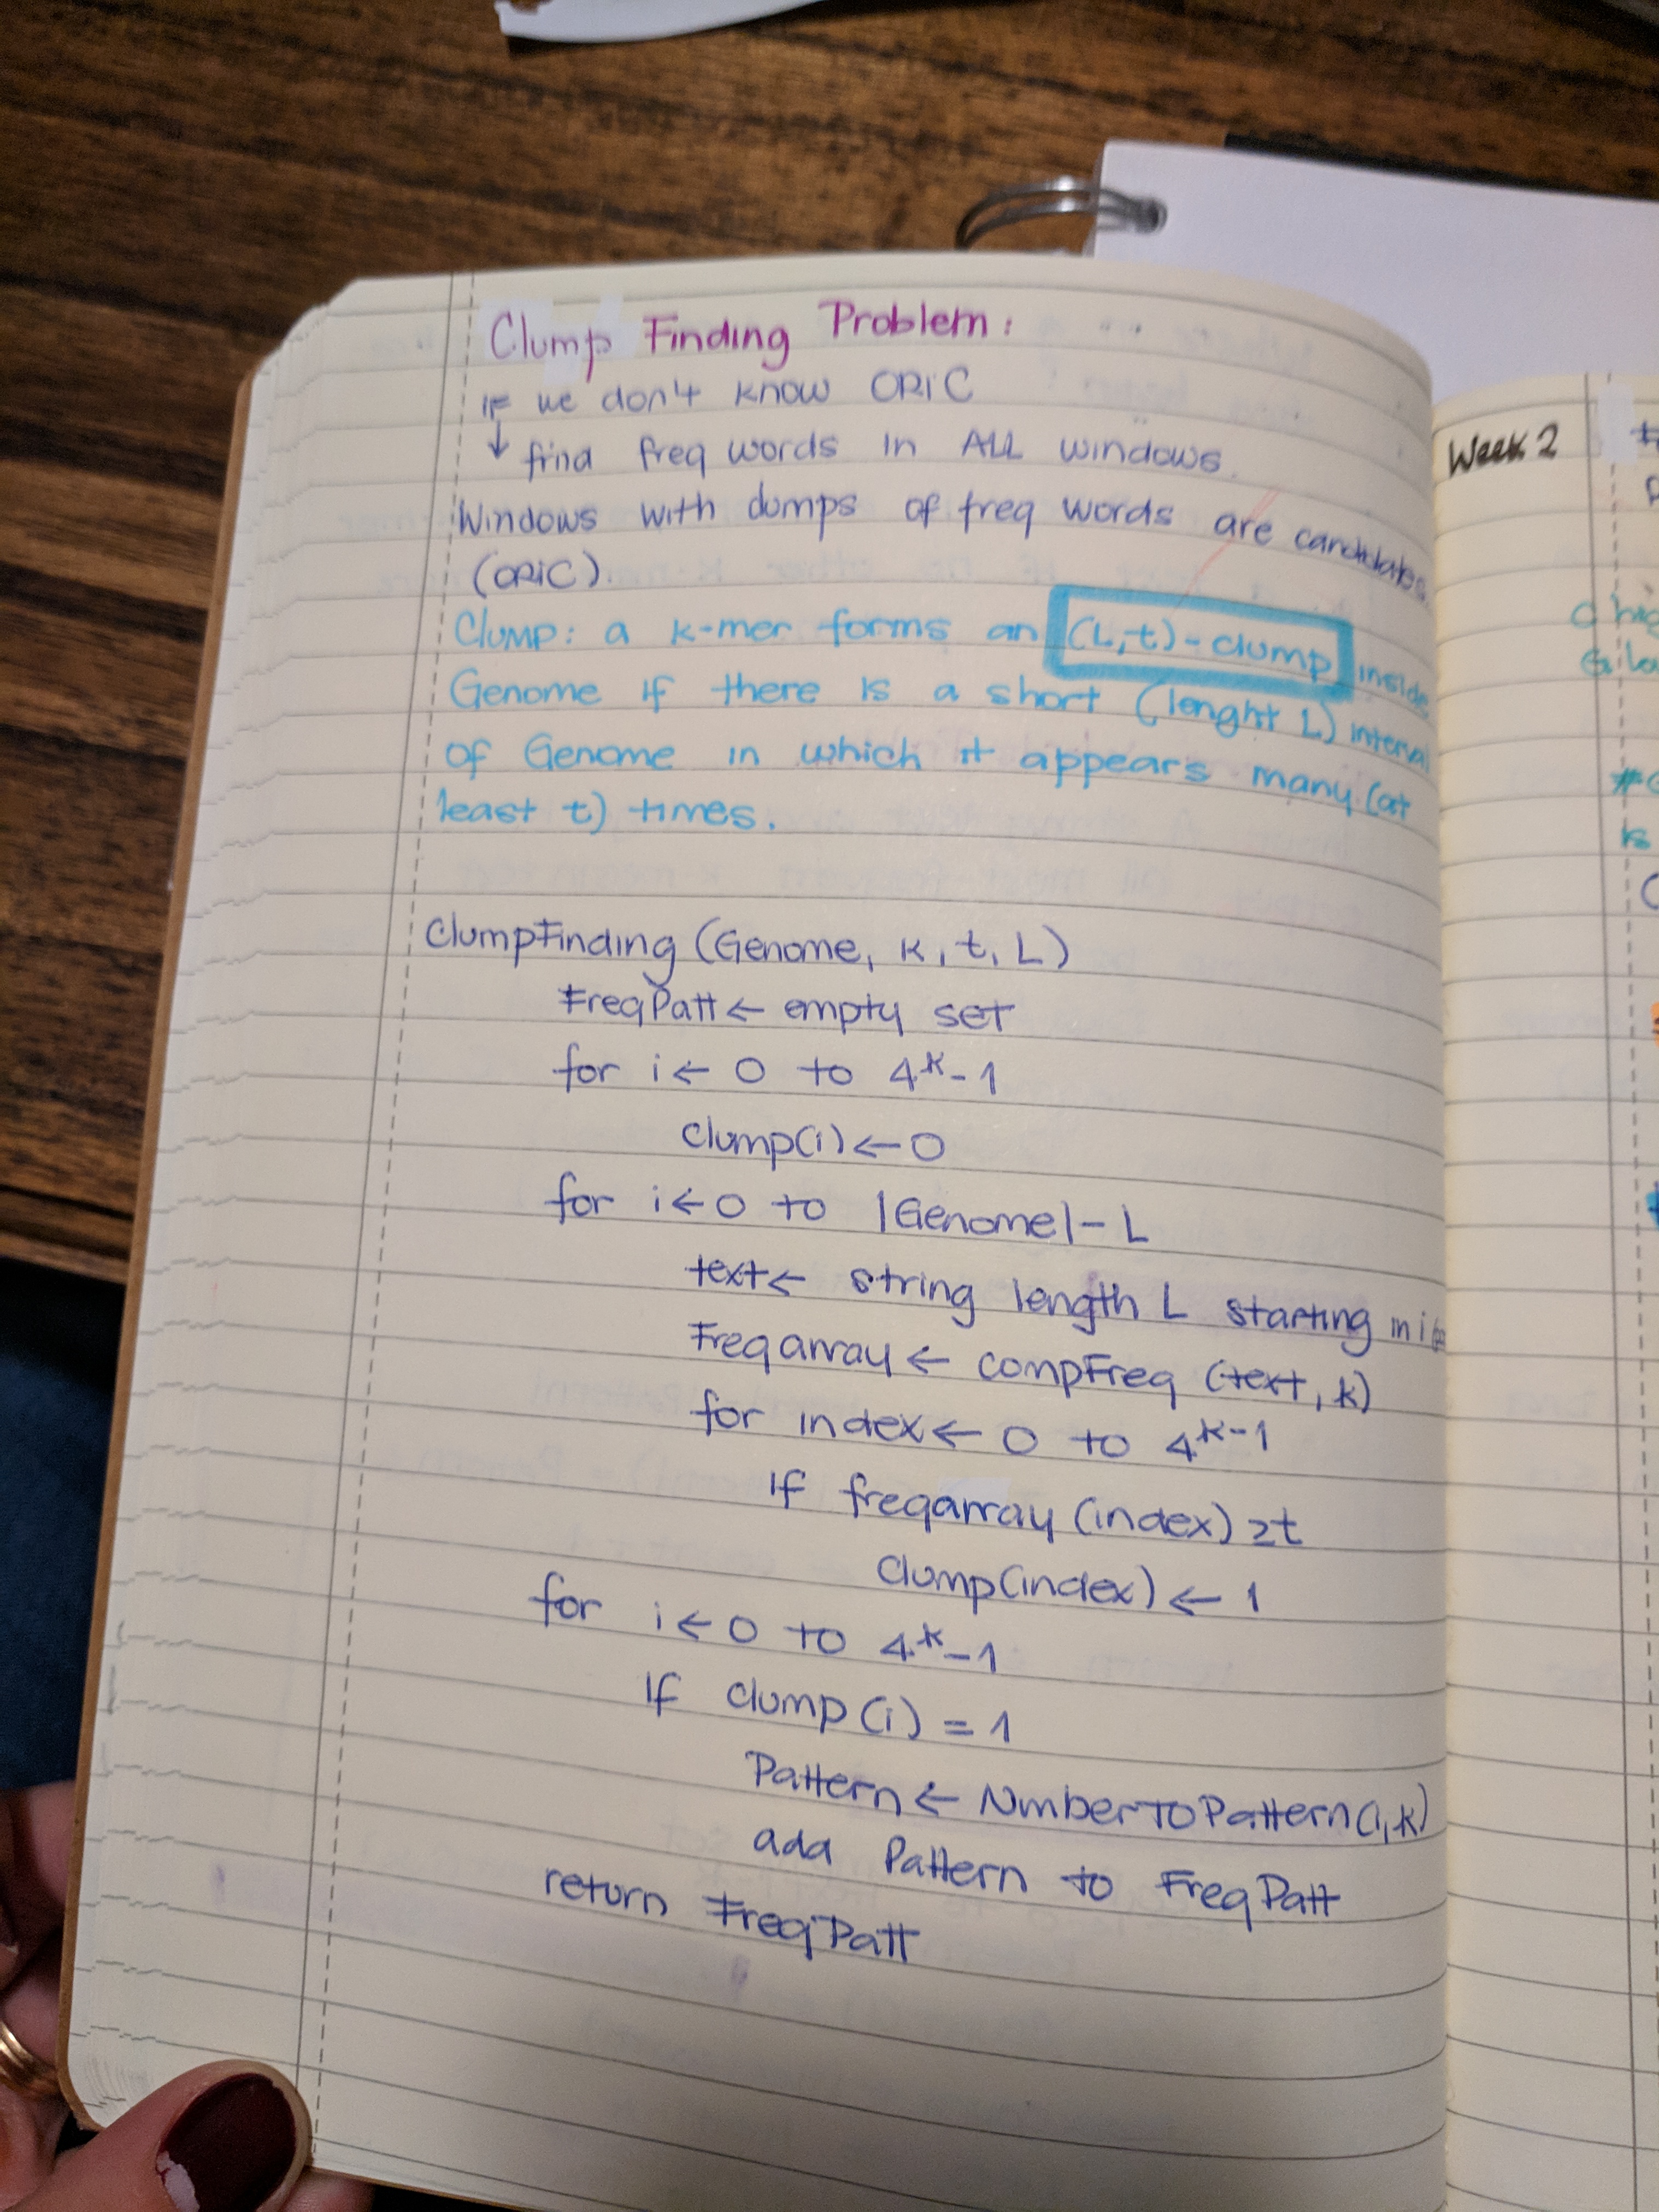 Clump Finding Problem:
IF we don't know ORiC
↓ find freq words in ALL windows.
Windows with clumps of freq words are candidates
(ORiC).
Clump: a k-mer forms an (L,t)-clump inside
Genome if there is a short (lenght L) interval
of Genome in which it appears many (at
least t) times.
ClumpFinding (Genome, k, t, L)
FreqPatt ← empty set
for i ← 0 to 4^k - 1
clump(i) ← 0
for i ← 0 to |Genome| - L
text ← string length L starting in i
Freqarray ← compFreq (text, k)
for index ← 0 to 4^k-1
if freqarray (index) ≥ t
Clump(index) ← 1
for i ← 0 to 4^k - 1
if clump (i) = 1
Pattern ← NumberToPattern(i,k)
add Pattern to FreqPatt
return FreqPatt
Week 2